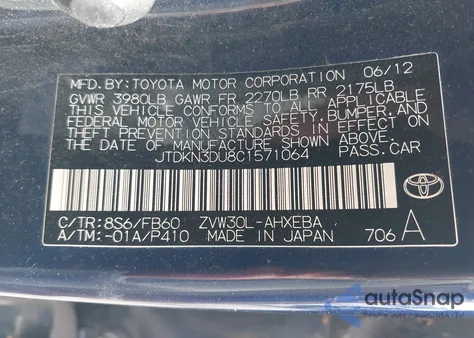 MFD. BY: TOYOTA MOTOR CORPORATION 06/12
GVWR 3980LB GAWR FR 2270LB RR 2175LB
THIS VEHICLE CONFORMS TO ALL APPLICABLE
FEDERAL MOTOR VEHICLE SAFETY, BUMPER, AND
THEFT PREVENTION STANDARDS IN EFFECT ON
THE DATE OF MANUFACTURE SHOWN ABOVE.
JTDKN3DU8C1571064 PASS.CAR
C/TR: 8S6/FB60 ZVW30L-AHXEBA
A/TM: -01A/P410 MADE IN JAPAN 706 A
TOYOTA
autoSnap